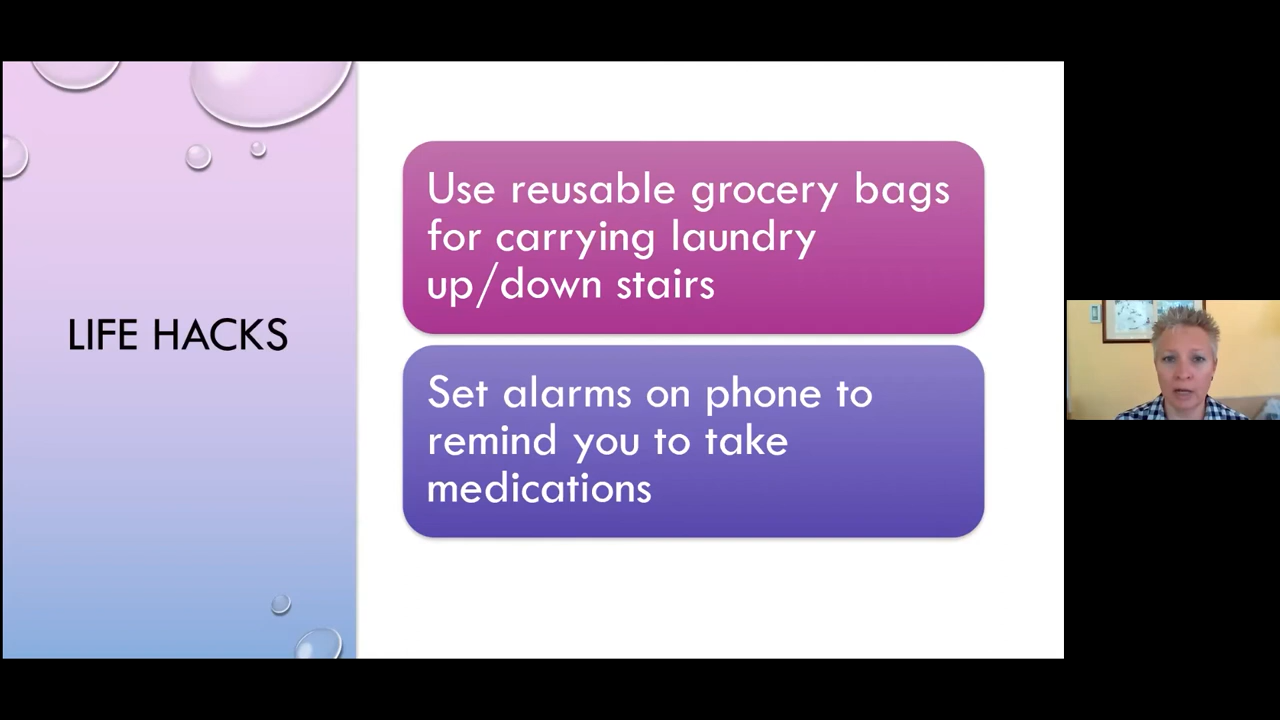 LIFE HACKS
Use reusable grocery bags
for carrying laundry
up/down stairs
Set alarms on phone to
remind you to take
medications